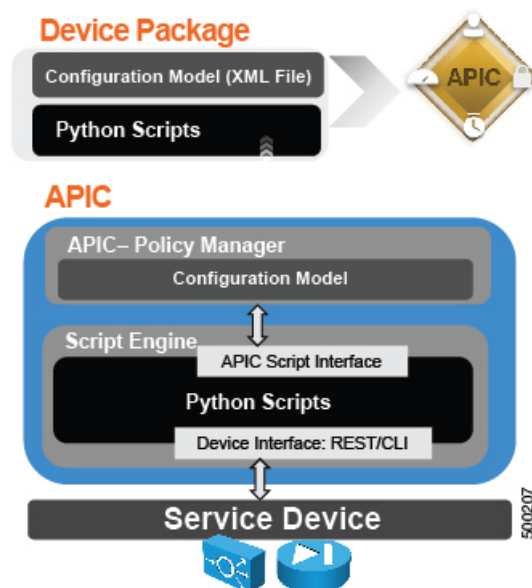 Device Package
Configuration Model (XML File)
Python Scripts
APIC
APIC
APIC– Policy Manager
Configuration Model
Script Engine
APIC Script Interface
Python Scripts
Device Interface: REST/CLI
Service Device
500207